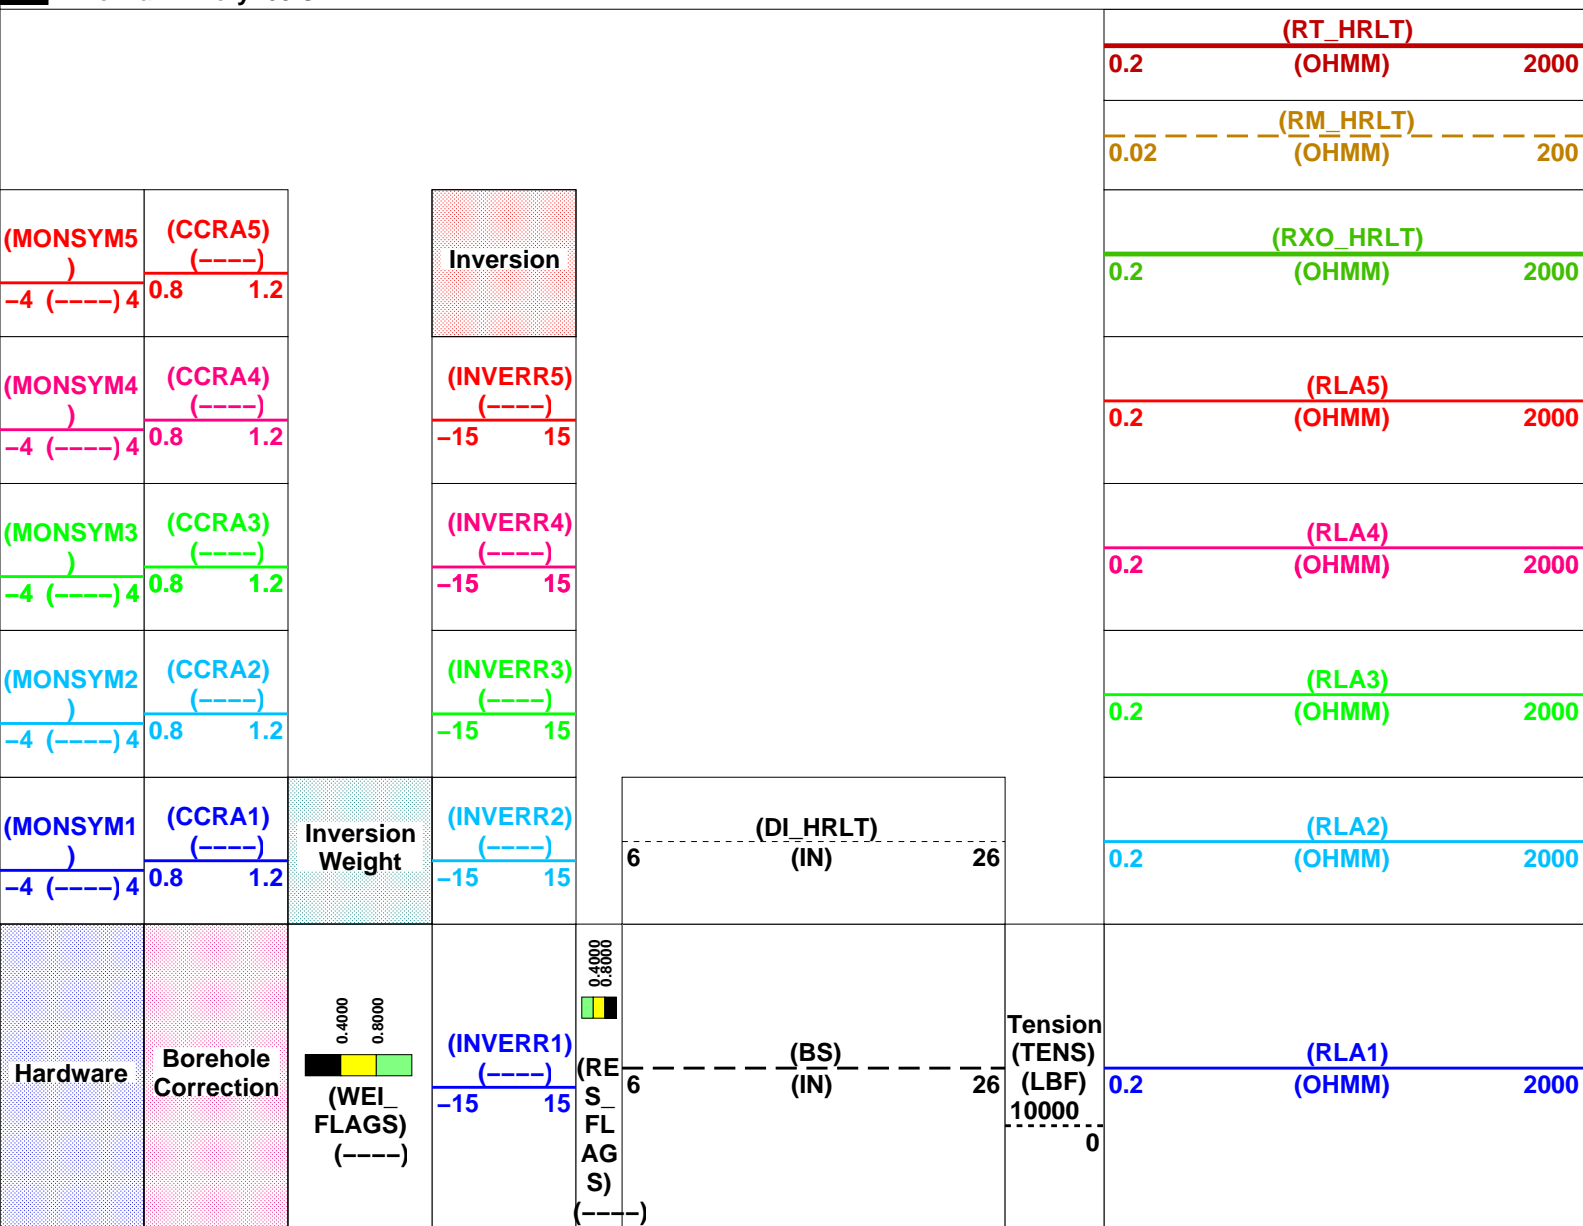 (RT_HRLT)
0.2 (OHMM) 2000
(RM_HRLT)
0.02 (OHMM) 200
(MONSYM5
)
−4 (−−−−) 4
(CCRA5)
(−−−−)
0.8 1.2
Inversion
(RXO_HRLT)
0.2 (OHMM) 2000
(MONSYM4
)
−4 (−−−−) 4
(CCRA4)
(−−−−)
0.8 1.2
(INVERR5)
(−−−−)
−15 15
(RLA5)
0.2 (OHMM) 2000
(MONSYM3
)
−4 (−−−−) 4
(CCRA3)
(−−−−)
0.8 1.2
(INVERR4)
(−−−−)
−15 15
(RLA4)
0.2 (OHMM) 2000
(MONSYM2
)
−4 (−−−−) 4
(CCRA2)
(−−−−)
0.8 1.2
(INVERR3)
(−−−−)
−15 15
(RLA3)
0.2 (OHMM) 2000
(MONSYM1
)
−4 (−−−−) 4
(CCRA1)
(−−−−)
0.8 1.2
Inversion
Weight
(INVERR2)
(−−−−)
−15 15
(DI_HRLT)
6 (IN) 26
(RLA2)
0.2 (OHMM) 2000
Hardware
Borehole
Correction
0.4000
0.8000
(WEI_
FLAGS)
(−−−−)
(INVERR1)
(−−−−)
−15 15
0.4000
0.8000
(RE
S_
FL
AG
S)
(−−−−)
(BS)
6 (IN) 26
Tension
(TENS)
(LBF)
10000
0
(RLA1)
0.2 (OHMM) 2000